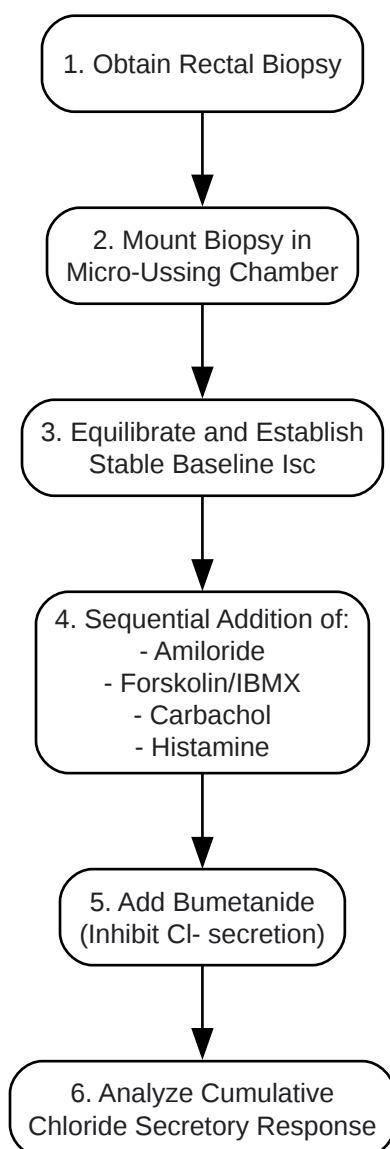 1. Obtain Rectal Biopsy
2. Mount Biopsy in
Micro-Ussing Chamber
3. Equilibrate and Establish
Stable Baseline Isc
4. Sequential Addition of:
- Amiloride
- Forskolin/IBMX
- Carbachol
- Histamine
5. Add Bumetanide
(Inhibit Cl- secretion)
6. Analyze Cumulative
Chloride Secretory Response